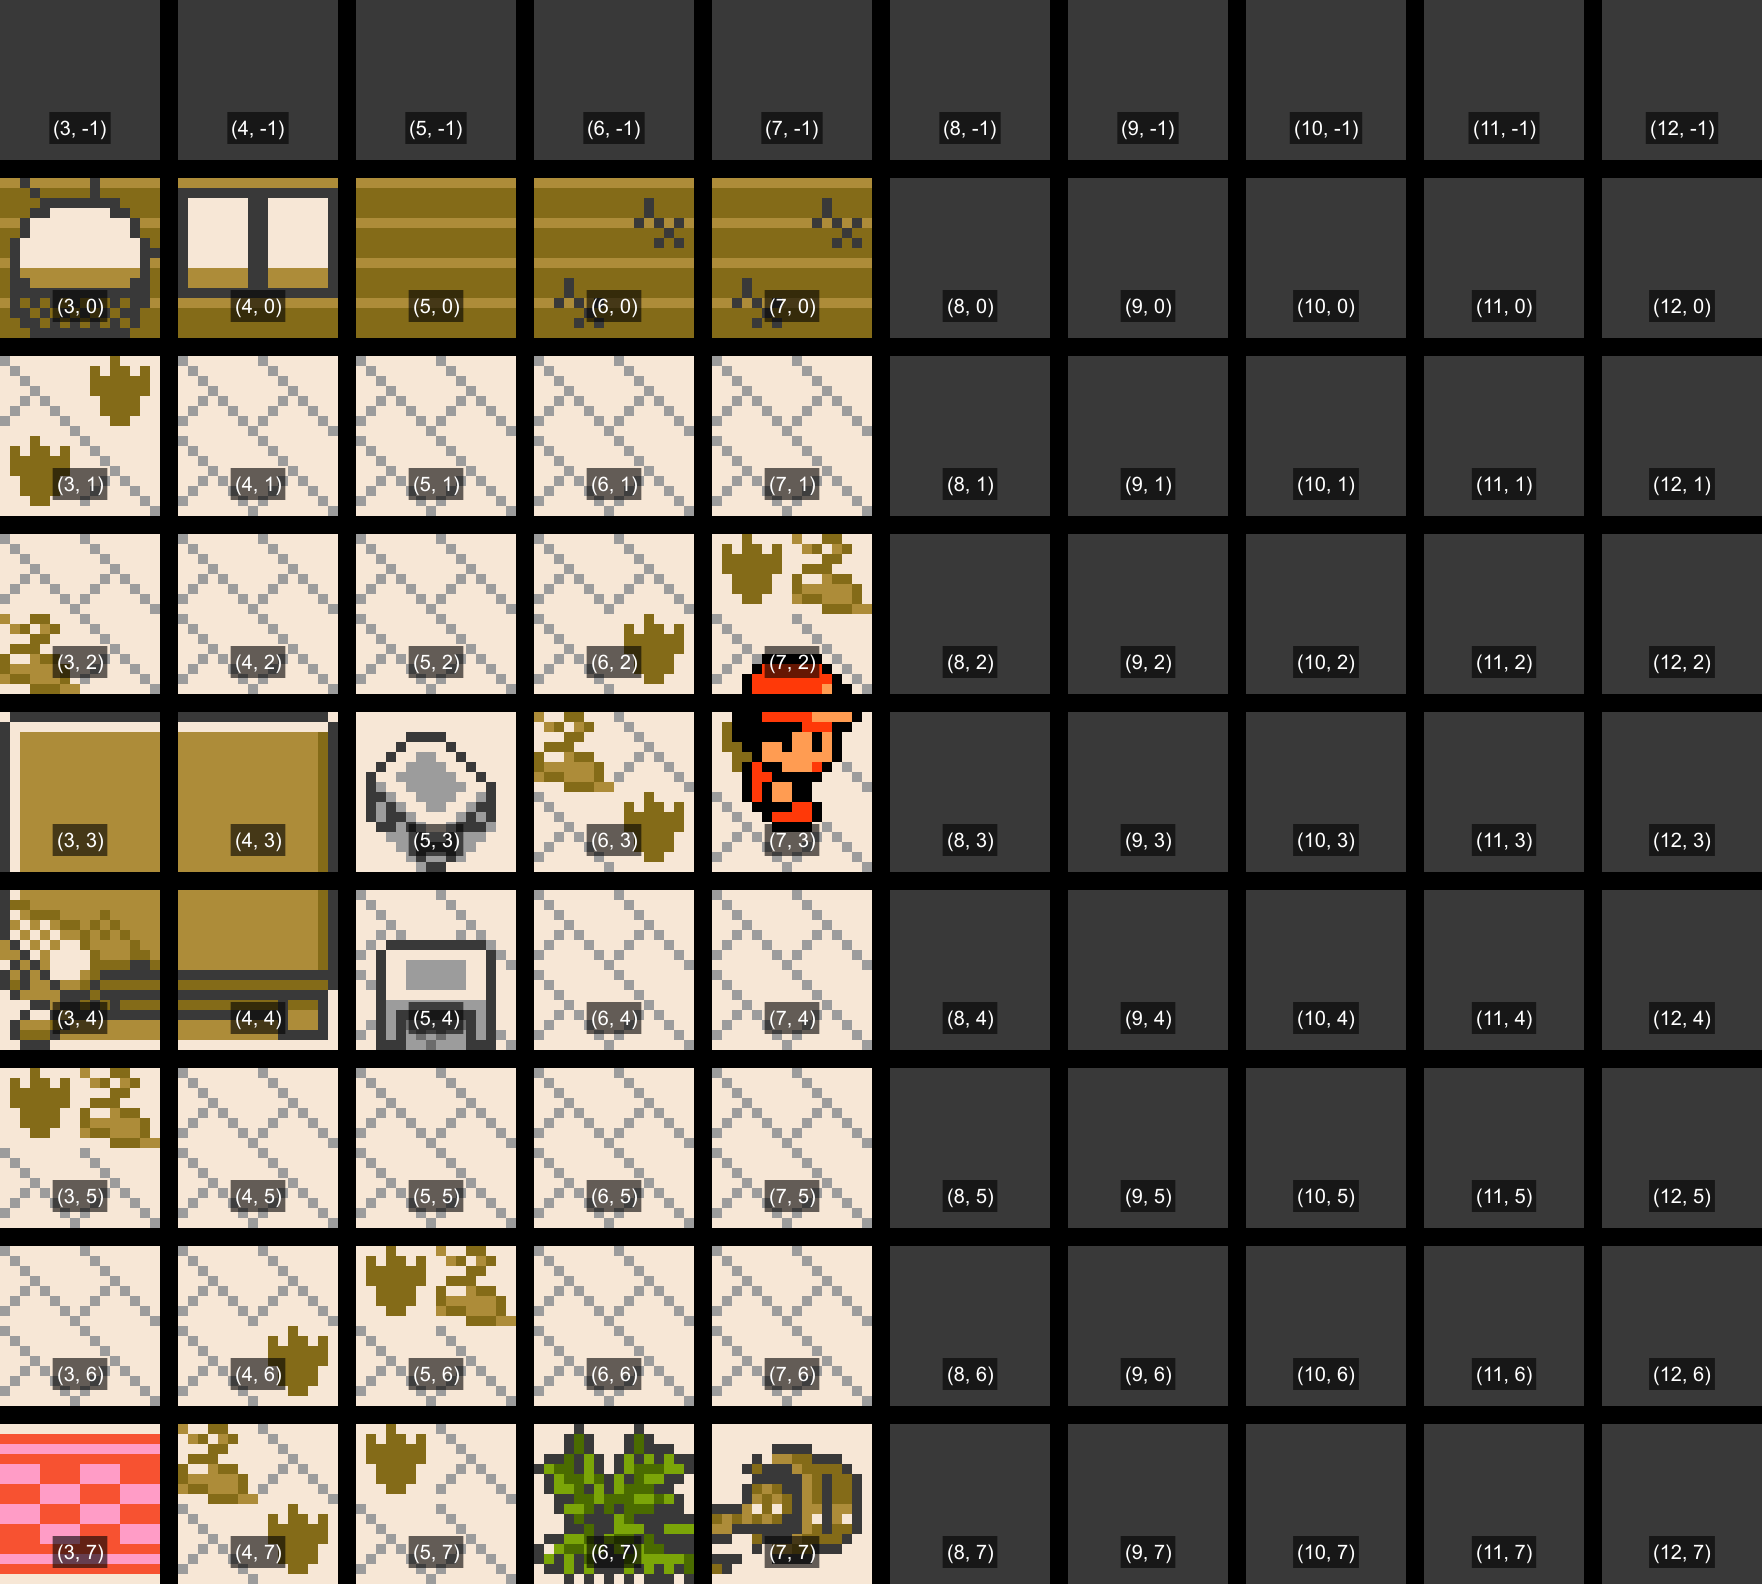 (3, -1) (4, -1) (5, -1) (6, -1) (7, -1) (8, -1) (9, -1) (10, -1) (11, -1) (12, -1)
(3, 0) (4, 0) (5, 0) (6, 0) (7, 0) (8, 0) (9, 0) (10, 0) (11, 0) (12, 0)
(3, 1) (4, 1) (5, 1) (6, 1) (7, 1) (8, 1) (9, 1) (10, 1) (11, 1) (12, 1)
(3, 2) (4, 2) (5, 2) (6, 2) (7, 2) (8, 2) (9, 2) (10, 2) (11, 2) (12, 2)
(3, 3) (4, 3) (5, 3) (6, 3) (7, 3) (8, 3) (9, 3) (10, 3) (11, 3) (12, 3)
(3, 4) (4, 4) (5, 4) (6, 4) (7, 4) (8, 4) (9, 4) (10, 4) (11, 4) (12, 4)
(3, 5) (4, 5) (5, 5) (6, 5) (7, 5) (8, 5) (9, 5) (10, 5) (11, 5) (12, 5)
(3, 6) (4, 6) (5, 6) (6, 6) (7, 6) (8, 6) (9, 6) (10, 6) (11, 6) (12, 6)
(3, 7) (4, 7) (5, 7) (6, 7) (7, 7) (8, 7) (9, 7) (10, 7) (11, 7) (12, 7)